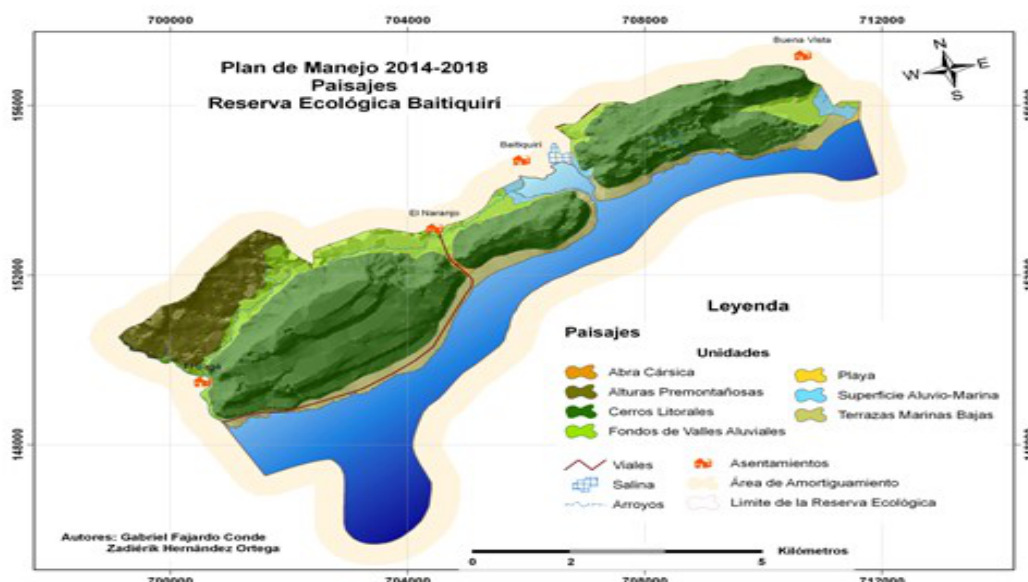 700000 704000 708000 712000
Plan de Manejo 2014-2018
Paisajes
Reserva Ecológica Baitiquirí
Buena Vista
N
W E
S
156000
Baitiquirí
El Naranjo
152000
148000
Leyenda
Paisajes
Unidades
Abra Cársica
Alturas Premontañosas
Cerros Litorales
Fondos de Valles Aluviales
Playa
Superficie Aluvio-Marina
Terrazas Marinas Bajas
Viales
Salina
Arroyos
Asentamientos
Área de Amortiguamiento
Limite de la Reserva Ecológica
Autores: Gabriel Fajardo Conde
Zadiérik Hernández Ortega
Kilómetros
0 2 5
700000 704000 708000 712000